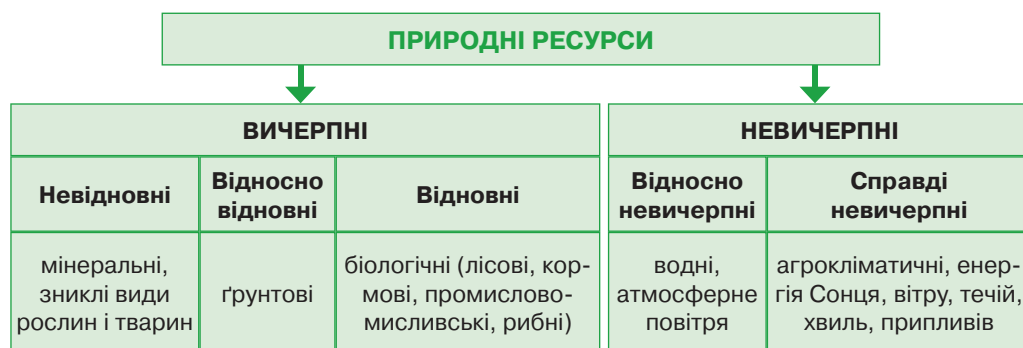 ПРИРОДНІ РЕСУРСИ
ВИЧЕРПНІ
Невідновні
Відносно
відновні
Відновні
мінеральні,
зниклі види
рослин і тварин
ґрунтові
біологічні (лісові, кор-
мові, промислово-
мисливські, рибні)
НЕВИЧЕРПНІ
Відносно
невичерпні
Справді
невичерпні
водні,
атмосферне
повітря
агрокліматичні, енер-
гія Сонця, вітру, течій,
хвиль, припливів